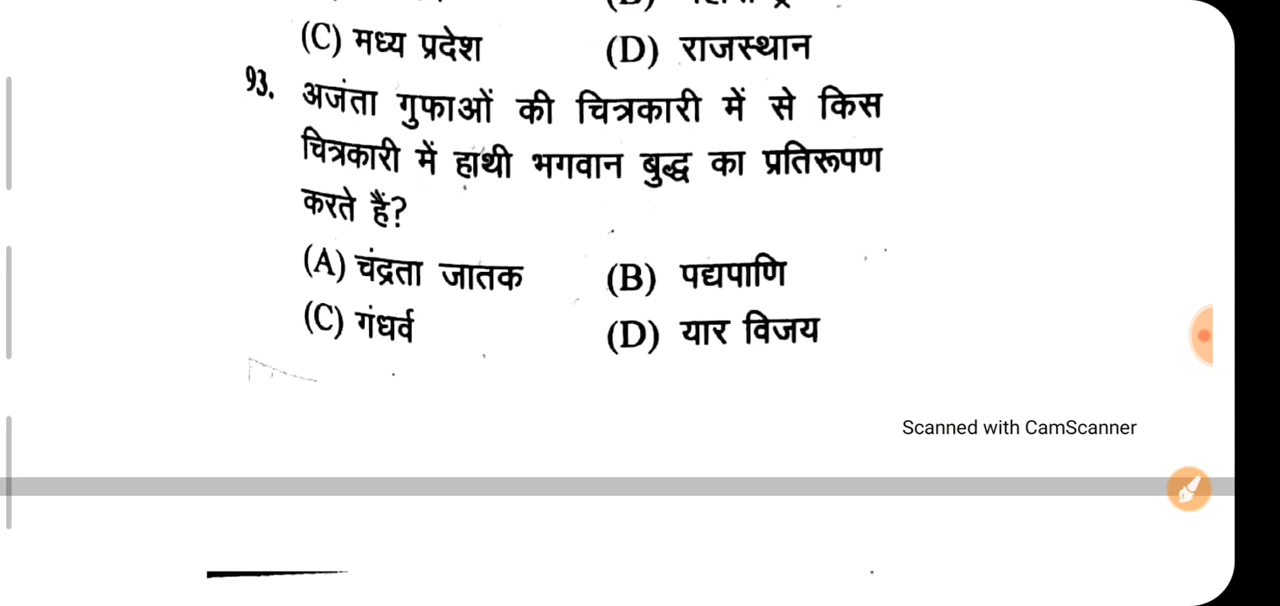 (C) मध्य प्रदेश (D) राजस्थान
93. अजंता गुफाओं की चित्रकारी में से किस
चित्रकारी में हाथी भगवान बुद्ध का प्रतिरूपण
करते हैं?
(A) चंद्रता जातक (B) पद्यपाणि
(C) गंधर्व (D) यार विजय
Scanned with CamScanner